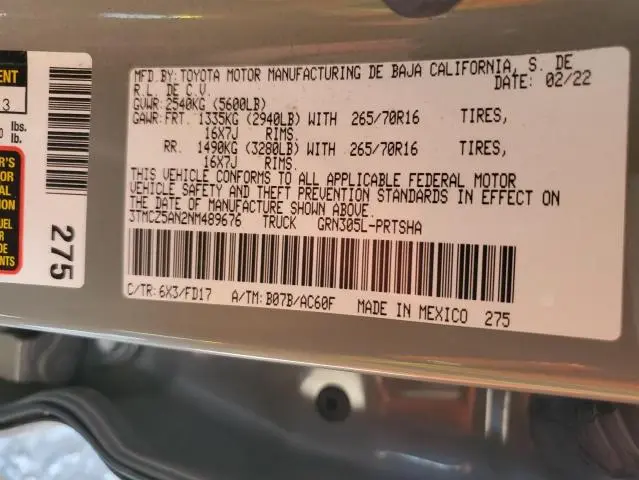 MFD.BY:TOYOTA MOTOR MANUFACTURING DE BAJA CALIFORNIA, S. DE
R.L. DE C.V. DATE: 02/22
GVWR:2540KG (5600LB)
GAWR:FRT. 1335KG (2940LB) WITH 265/70R16 TIRES,
16X7J RIMS.
RR. 1490KG (3280LB) WITH 265/70R16 TIRES,
16X7J RIMS.
THIS VEHICLE CONFORMS TO ALL APPLICABLE FEDERAL MOTOR
VEHICLE SAFETY AND THEFT PREVENTION STANDARDS IN EFFECT ON
THE DATE OF MANUFACTURE SHOWN ABOVE.
3TMCZ5AN2NM489676 TRUCK GRN305L-PRTSHA
C/TR: 6X3/FD17 A/TM: B07B/AC60F MADE IN MEXICO 275
3
lbs.
lb.
275